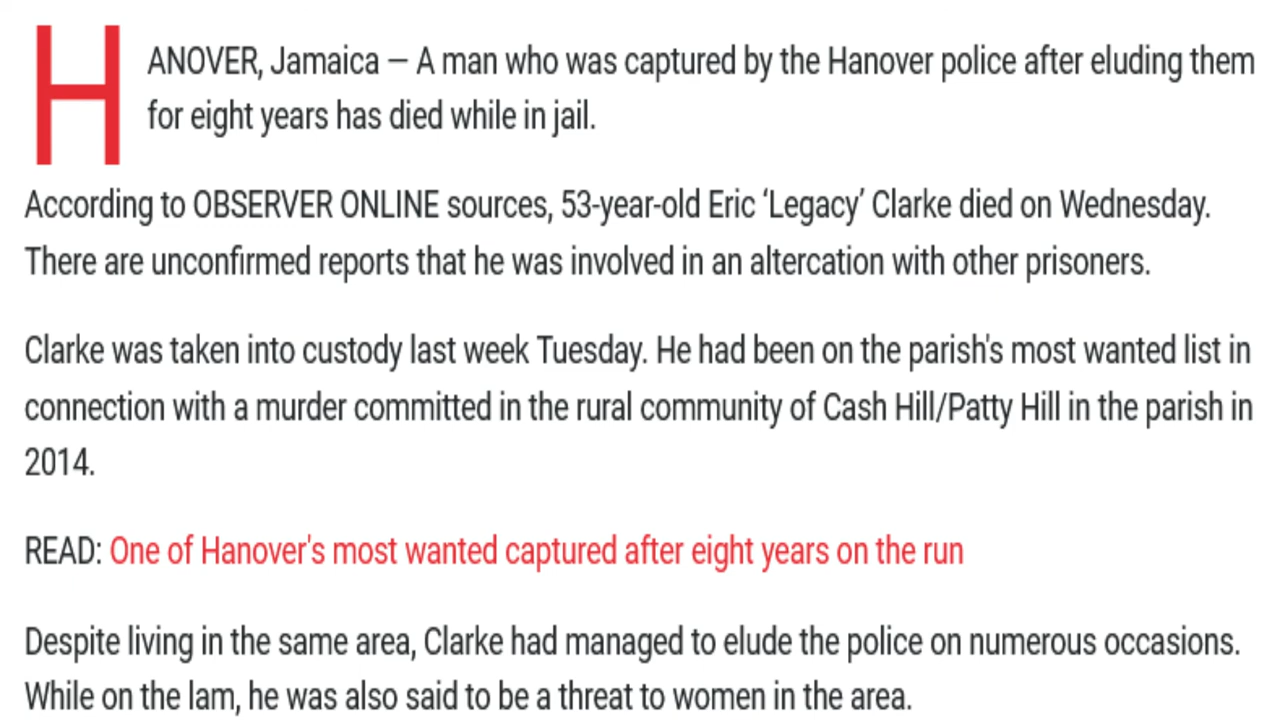 HANOVER, Jamaica — A man who was captured by the Hanover police after eluding them
for eight years has died while in jail.
According to OBSERVER ONLINE sources, 53-year-old Eric ‘Legacy’ Clarke died on Wednesday.
There are unconfirmed reports that he was involved in an altercation with other prisoners.
Clarke was taken into custody last week Tuesday. He had been on the parish's most wanted list in
connection with a murder committed in the rural community of Cash Hill/Patty Hill in the parish in
2014.
READ: One of Hanover's most wanted captured after eight years on the run
Despite living in the same area, Clarke had managed to elude the police on numerous occasions.
While on the lam, he was also said to be a threat to women in the area.